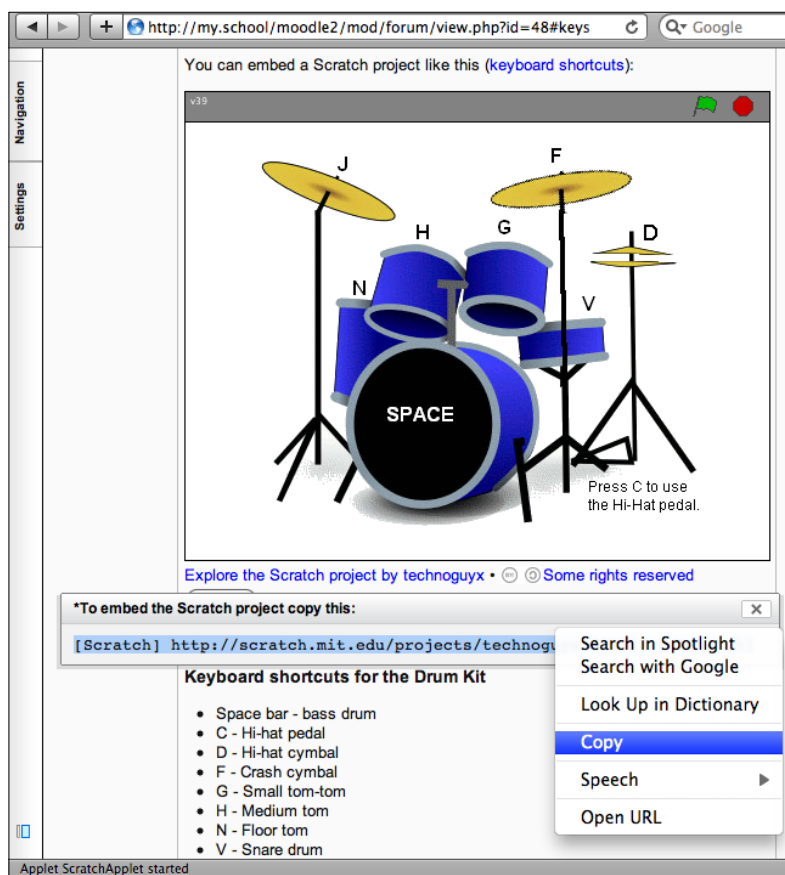 http://my.school/moodle2/mod/forum/view.php?id=48#keys
Google
Navigation
Settings
You can embed a Scratch project like this (keyboard shortcuts):
v39
J
F
H
G
D
N
V
SPACE
Press C to use
the Hi-Hat pedal.
Explore the Scratch project by technoguyx • Some rights reserved
*To embed the Scratch project copy this:
[Scratch] http://scratch.mit.edu/projects/technogu
Search in Spotlight
Search with Google
Look Up in Dictionary
Copy
Speech
Open URL
Keyboard shortcuts for the Drum Kit
• Space bar - bass drum
• C - Hi-hat pedal
• D - Hi-hat cymbal
• F - Crash cymbal
• G - Small tom-tom
• H - Medium tom
• N - Floor tom
• V - Snare drum
Applet ScratchApplet started